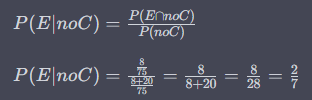 P(E|noC) = P(E∩noC) / P(noC)
P(E|noC) = (8/75) / ((8+20)/75) = 8/(8+20) = 8/28 = 2/7